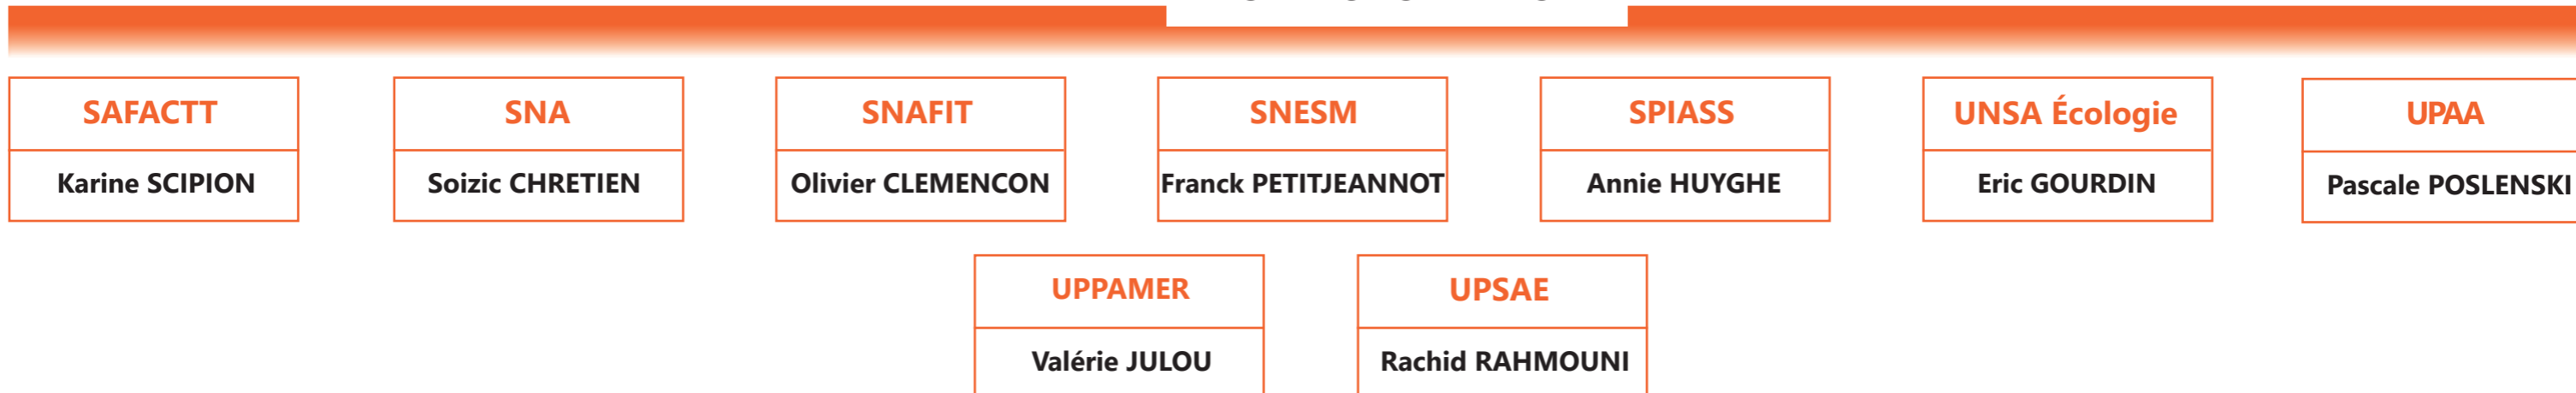 SAFACTT
Karine SCIPION
SNA
Soizic CHRETIEN
SNAFIT
Olivier CLEMENCON
SNESM
Franck PETITJEANNOT
SPIASS
Annie HUYGHE
UNSA Écologie
Eric GOURDIN
UPAA
Pascale POSLENSKI
UPPAMER
Valérie JULOU
UPSAE
Rachid RAHMOUNI